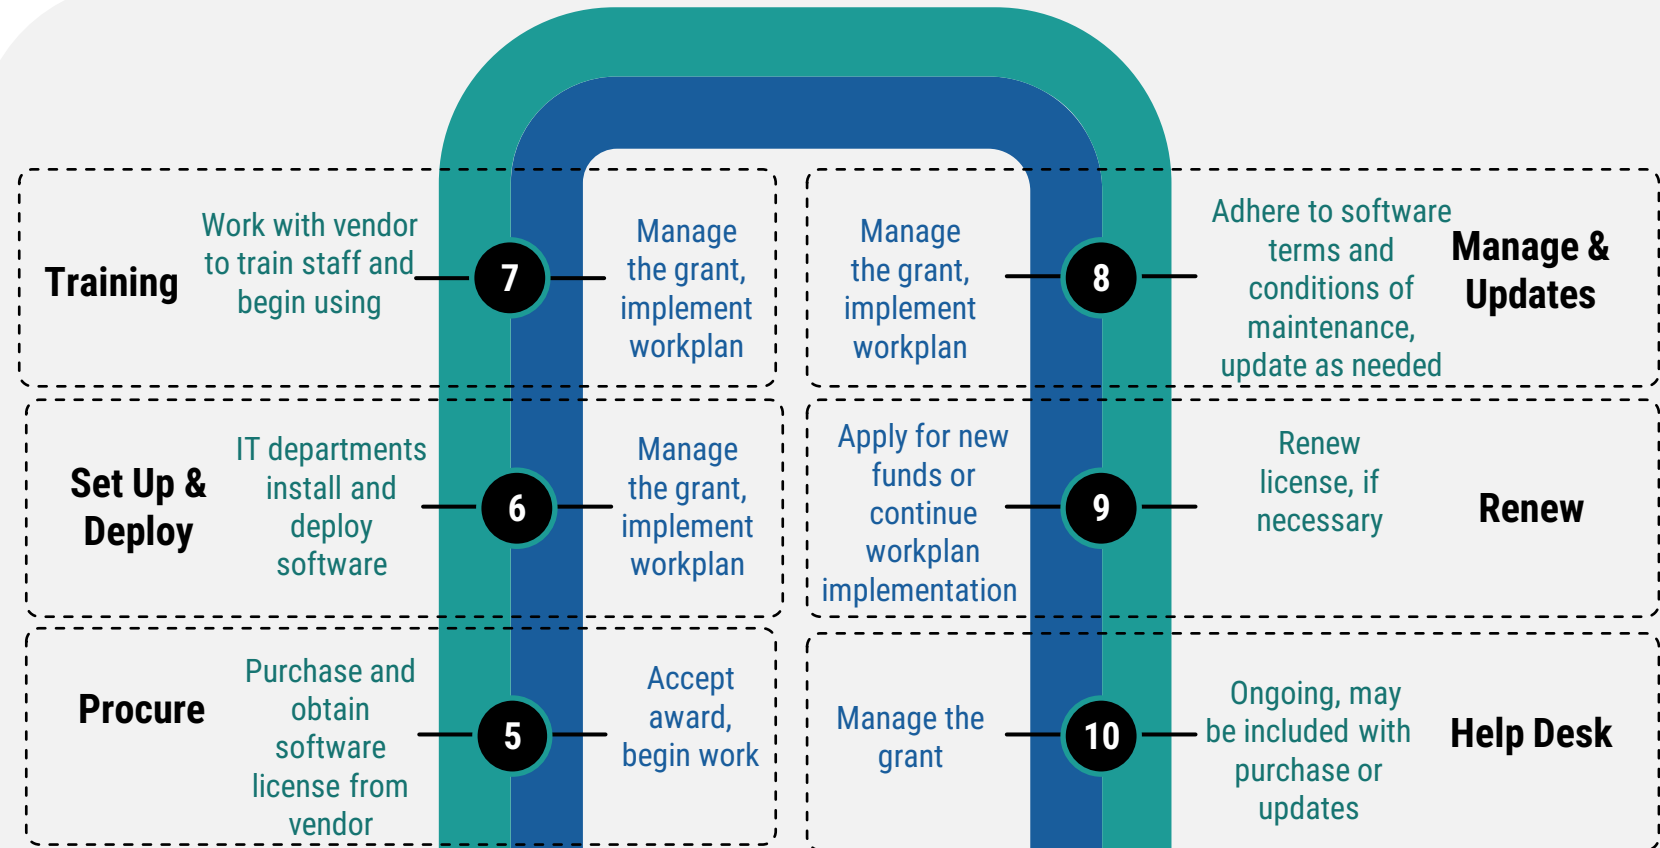 Training
Work with vendor
to train staff and
begin using
7
Manage
the grant,
implement
workplan
Manage
the grant,
implement
workplan
8
Adhere to software
terms and
conditions of
maintenance,
update as needed
Manage &
Updates
Set Up &
Deploy
IT departments
install and
deploy
software
6
Manage
the grant,
implement
workplan
Apply for new
funds or
continue
workplan
implementation
9
Renew
license, if
necessary
Renew
Procure
Purchase and
obtain
software
license from
vendor
5
Accept
award,
begin work
Manage the
grant
10
Ongoing, may
be included with
purchase or
updates
Help Desk